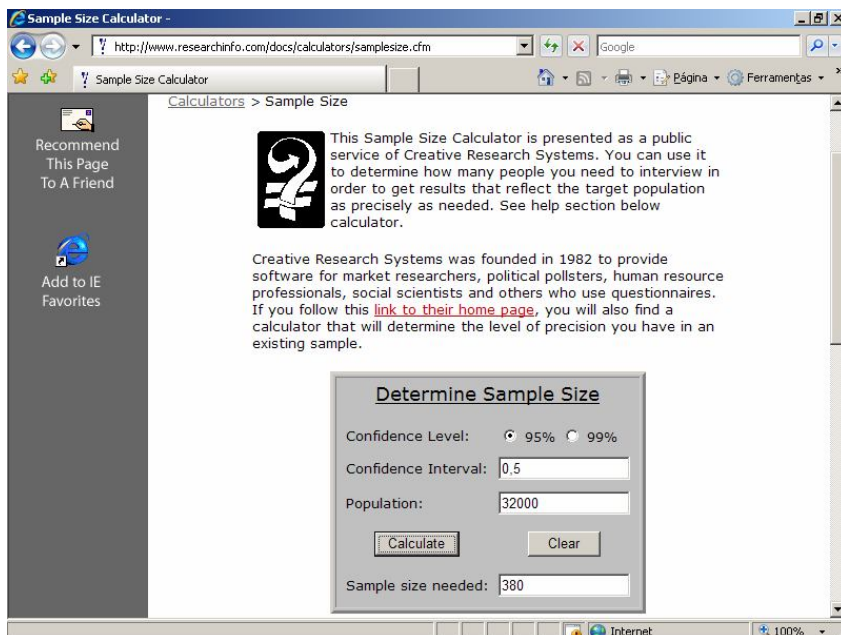 Sample Size Calculator -
http://www.researchinfo.com/docs/calculators/samplesize.cfm
Google
Sample Size Calculator
Página
Ferramentas
»
Calculators > Sample Size
Recommend
This Page
To A Friend
This Sample Size Calculator is presented as a public
service of Creative Research Systems. You can use it
to determine how many people you need to interview in
order to get results that reflect the target population
as precisely as needed. See help section below
calculator.
Add to IE
Favorites
Creative Research Systems was founded in 1982 to provide
software for market researchers, political pollsters, human resource
professionals, social scientists and others who use questionnaires.
If you follow this link to their home page, you will also find a
calculator that will determine the level of precision you have in an
existing sample.
Determine Sample Size
Confidence Level: 95% 99%
Confidence Interval: 0,5
Population: 32000
Calculate Clear
Sample size needed: 380
Internet 100%